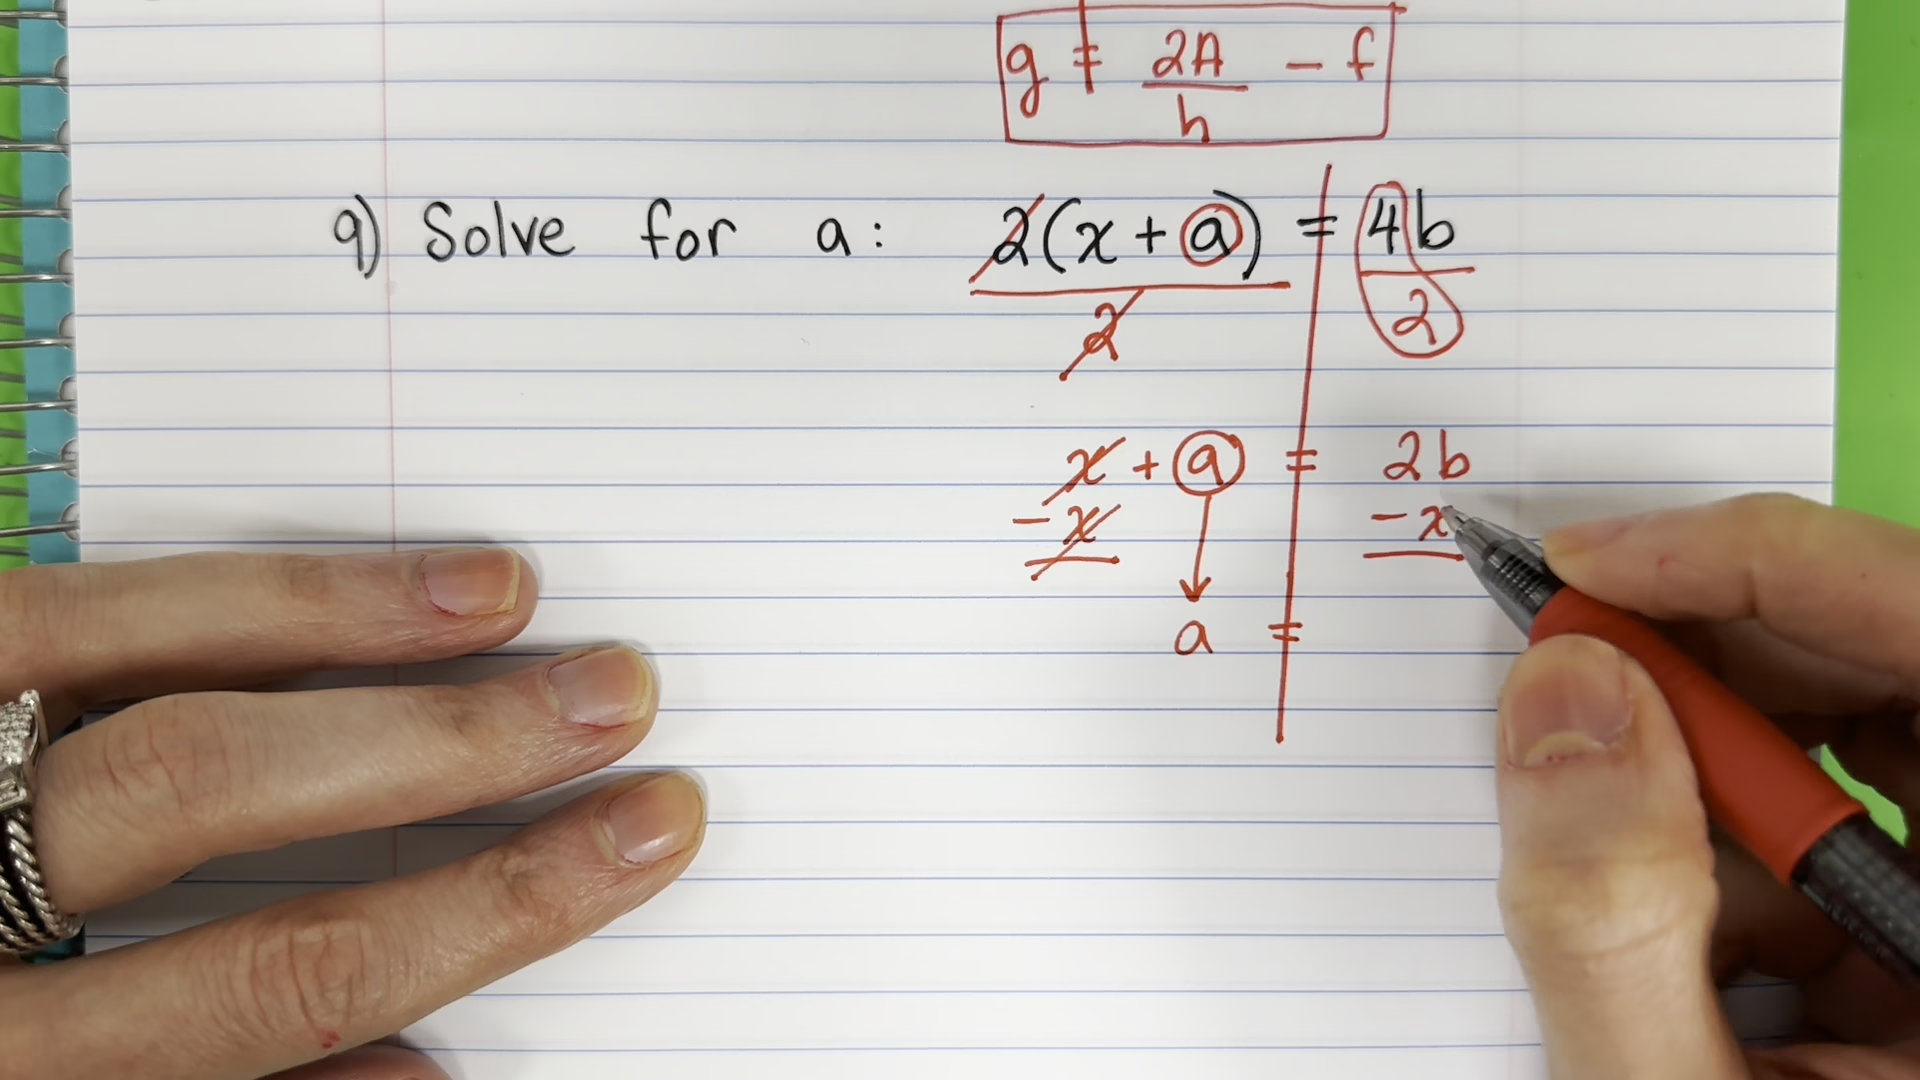 g = 2A/h - f
9) Solve for a: 2(x + a) = 4b
2 2
x + a = 2b
- x - x
a =